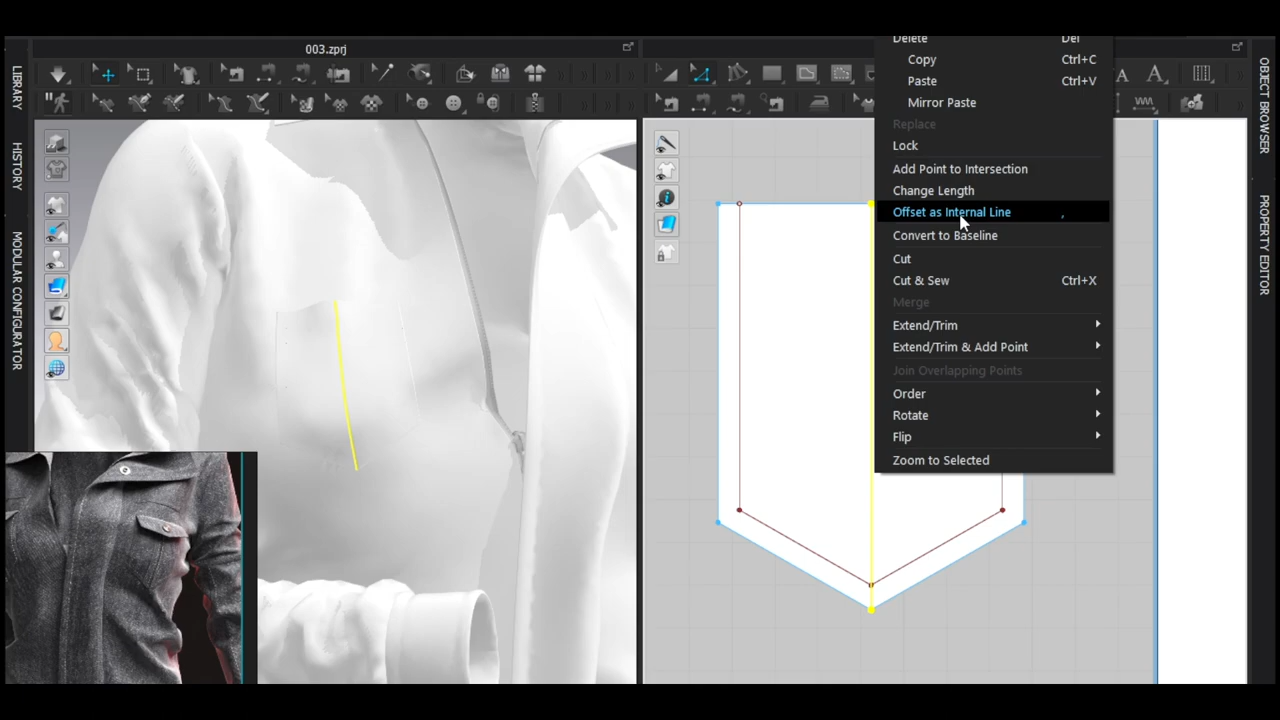 003.zprj
LIBRARY
HISTORY
MODULAR CONFIGURATOR
Delete Del
Copy Ctrl+C
Paste Ctrl+V
Mirror Paste
Replace
Lock
Add Point to Intersection
Change Length
Offset as Internal Line ,
Convert to Baseline
Cut
Cut & Sew Ctrl+X
Merge
Extend/Trim
Extend/Trim & Add Point
Join Overlapping Points
Order
Rotate
Flip
Zoom to Selected
A A
OBJECT BROWSER
PROPERTY EDITOR